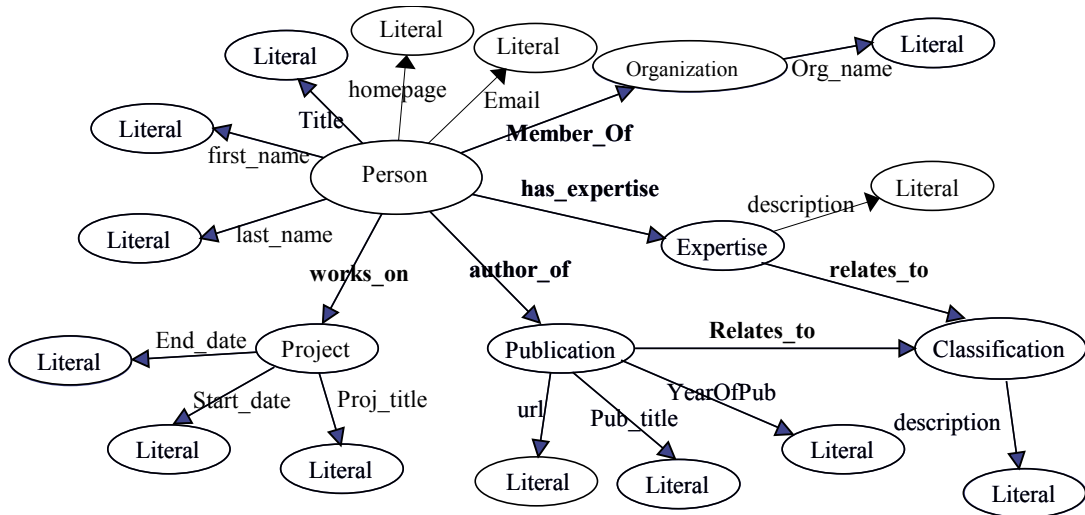 Literal
Literal
Literal
Literal
homepage
Organization
Org_name
Email
Title
Literal
Member_Of
first_name
Person
has_expertise
Literal
description
Literal
last_name
Expertise
works_on
author_of
relates_to
End_date
Project
Publication
Relates_to
Classification
Literal
Start_date
Proj_title
url
Pub_title
YearOfPub
description
Literal
Literal
Literal
Literal
Literal
Literal